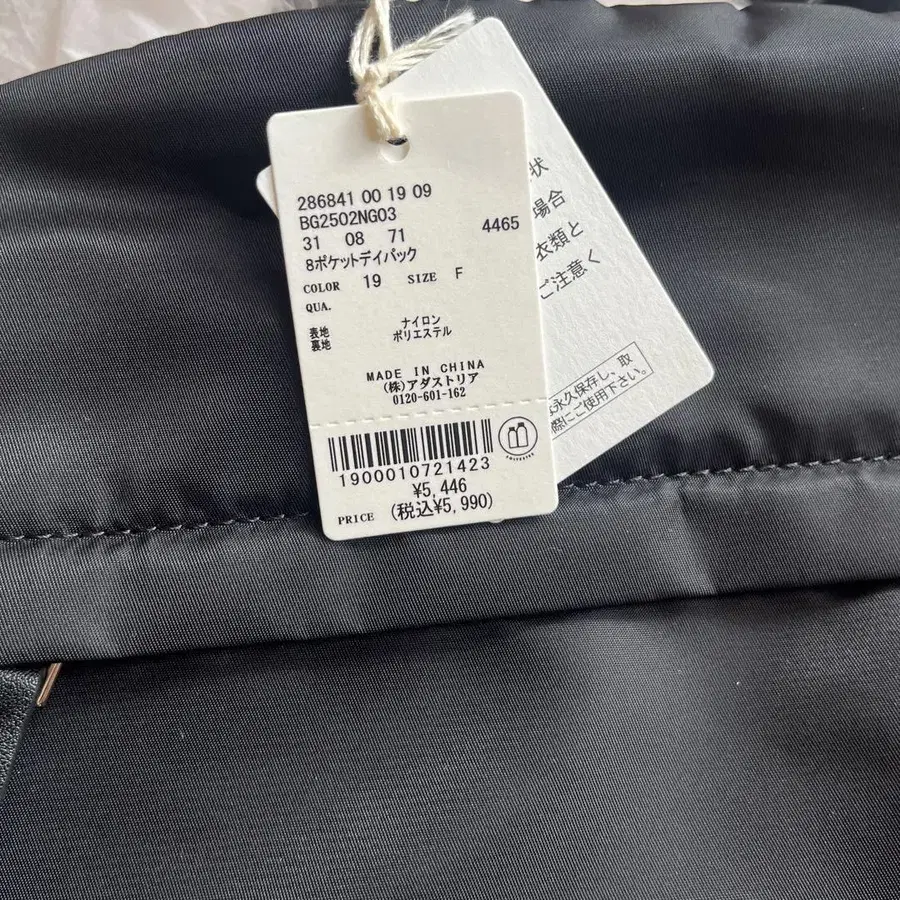 286841 00 19 09
BG2502NG03
31 08 71 4465
8ポケットデイパック
COLOR 19 SIZE F
QUA.
表地 ナイロン
裏地 ポリエステル
MADE IN CHINA
(株)アダストリア
0120-601-162
1900010721423
¥5,446
PRICE (税込¥5,990)
状
場合
衣類と
ご注意く
永久保存し、取
際にご使用下さい。